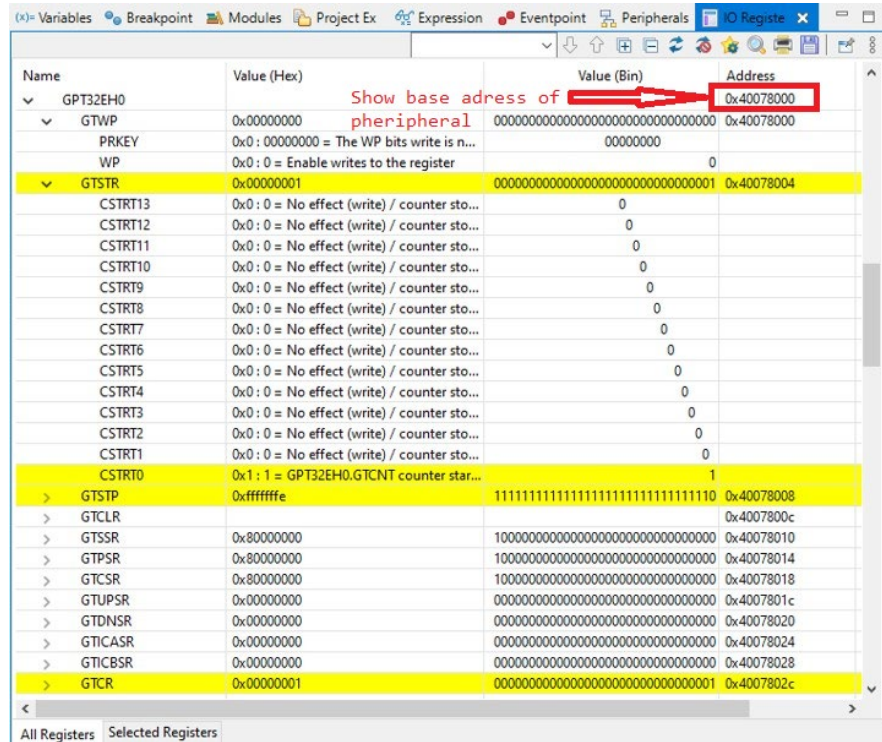 (x)= Variables Breakpoint Modules Project Ex Expression Eventpoint Peripherals IO Registe
Name Value (Hex) Value (Bin) Address
GPT32EH0 Show base adress of 0x40078000
pheripheral
GTWP 0x00000000 00000000000000000000000000000000 0x40078000
PRKEY 0x0 : 00000000 = The WP bits write is n... 00000000
WP 0x0 : 0 = Enable writes to the register 0
GTSTR 0x00000001 00000000000000000000000000000001 0x40078004
CSTRT13 0x0 : 0 = No effect (write) / counter sto... 0
CSTRT12 0x0 : 0 = No effect (write) / counter sto... 0
CSTRT11 0x0 : 0 = No effect (write) / counter sto... 0
CSTRT10 0x0 : 0 = No effect (write) / counter sto... 0
CSTRT9 0x0 : 0 = No effect (write) / counter sto... 0
CSTRT8 0x0 : 0 = No effect (write) / counter sto... 0
CSTRT7 0x0 : 0 = No effect (write) / counter sto... 0
CSTRT6 0x0 : 0 = No effect (write) / counter sto... 0
CSTRT5 0x0 : 0 = No effect (write) / counter sto... 0
CSTRT4 0x0 : 0 = No effect (write) / counter sto... 0
CSTRT3 0x0 : 0 = No effect (write) / counter sto... 0
CSTRT2 0x0 : 0 = No effect (write) / counter sto... 0
CSTRT1 0x0 : 0 = No effect (write) / counter sto... 0
CSTRT0 0x1 : 1 = GPT32EH0.GTCNT counter star... 1
GTSTP 0xfffffffe 11111111111111111111111111111110 0x40078008
GTCLR 0x4007800c
GTSSR 0x80000000 10000000000000000000000000000000 0x40078010
GTPSR 0x80000000 10000000000000000000000000000000 0x40078014
GTCSR 0x80000000 10000000000000000000000000000000 0x40078018
GTUPSR 0x00000000 00000000000000000000000000000000 0x4007801c
GTDNSR 0x00000000 00000000000000000000000000000000 0x40078020
GTICASR 0x00000000 00000000000000000000000000000000 0x40078024
GTICBSR 0x00000000 00000000000000000000000000000000 0x40078028
GTCR 0x00000001 00000000000000000000000000000001 0x4007802c
All Registers Selected Registers